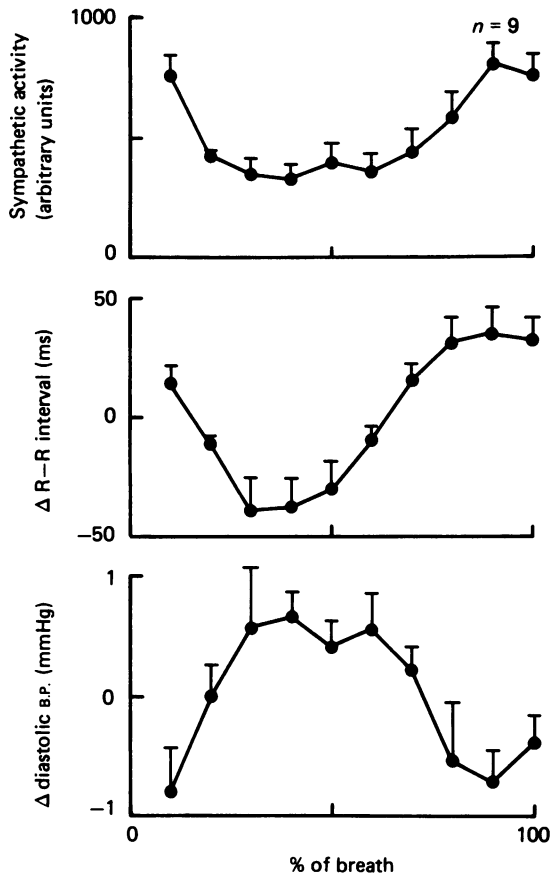 Sympathetic activity
(arbitrary units)
1000
0
n = 9
Δ R–R interval (ms)
50
0
−50
Δ diastolic B.P. (mmHg)
1
0
−1
0
100
% of breath